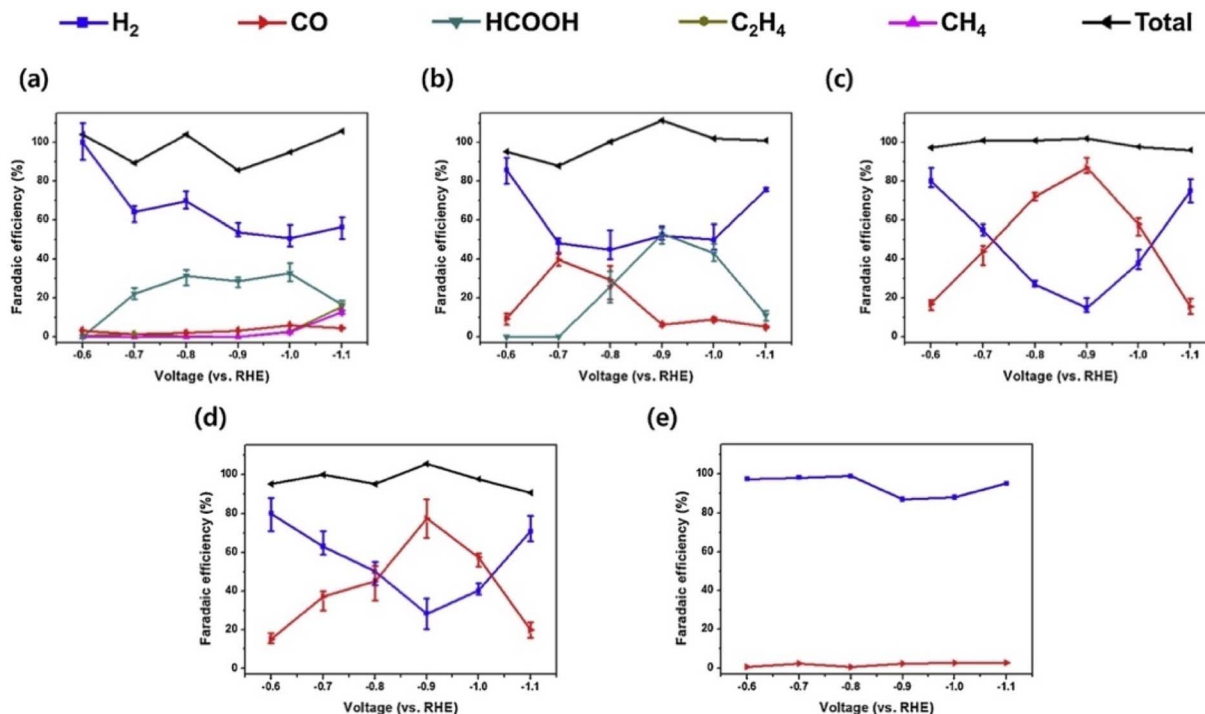 H₂ CO HCOOH C₂H₄ CH₄ Total
(a) (b) (c)
Faradaic efficiency (%) Faradaic efficiency (%) Faradaic efficiency (%)
100 100 100
80 80 80
60 60 60
40 40 40
20 20 20
0 0 0
-0.6 -0.7 -0.8 -0.9 -1.0 -1.1 -0.6 -0.7 -0.8 -0.9 -1.0 -1.1 -0.6 -0.7 -0.8 -0.9 -1.0 -1.1
Voltage (vs. RHE) Voltage (vs. RHE) Voltage (vs. RHE)
(d) (e)
Faradaic efficiency (%) Faradaic efficiency (%)
100 100
80 80
60 60
40 40
20 20
0 0
-0.6 -0.7 -0.8 -0.9 -1.0 -1.1 -0.6 -0.7 -0.8 -0.9 -1.0 -1.1
Voltage (vs. RHE) Voltage (vs. RHE)